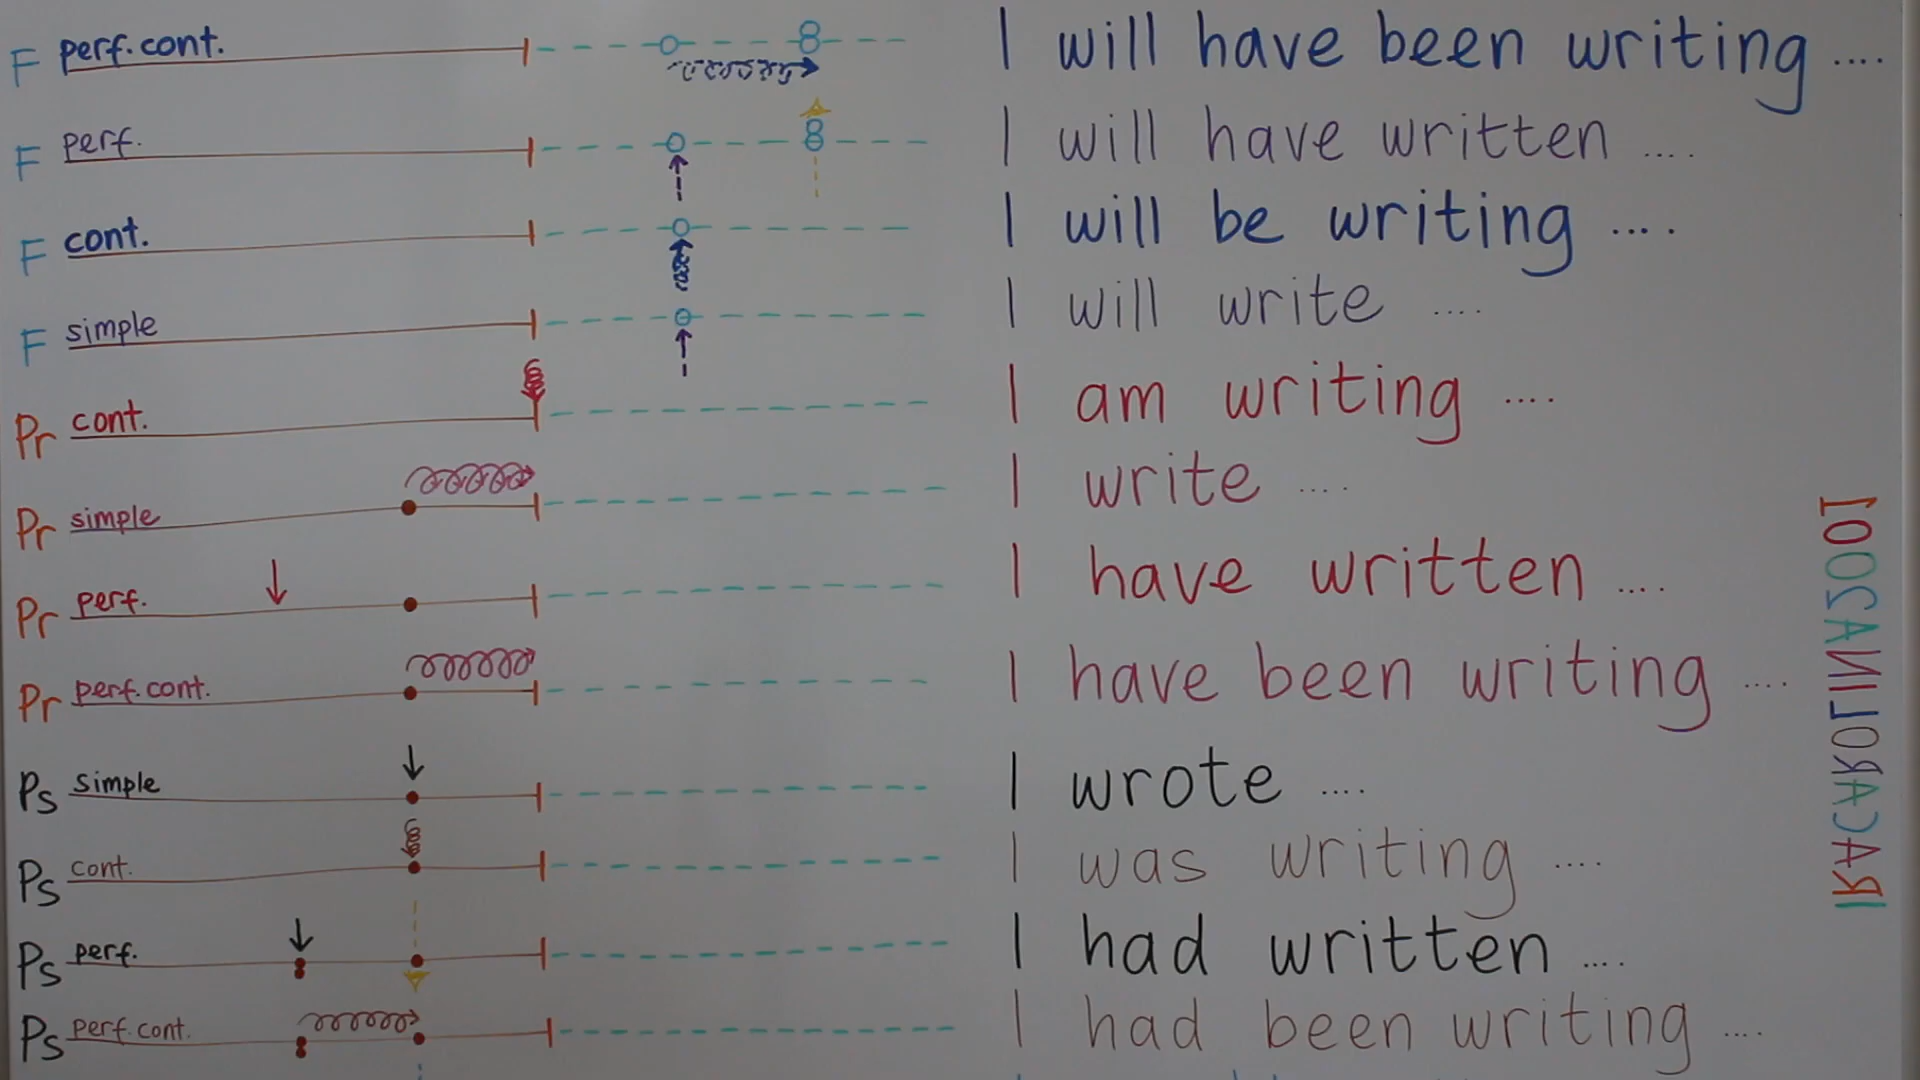 F perf. cont. I will have been writing ....
F perf. I will have written ....
F cont. I will be writing ....
F simple I will write ....
Pr cont. I am writing ....
Pr simple I write ....
Pr perf. I have written ....
Pr perf. cont. I have been writing ....
Ps simple I wrote ....
Ps cont. I was writing ....
Ps perf. I had written ....
Ps perf. cont. I had been writing ....